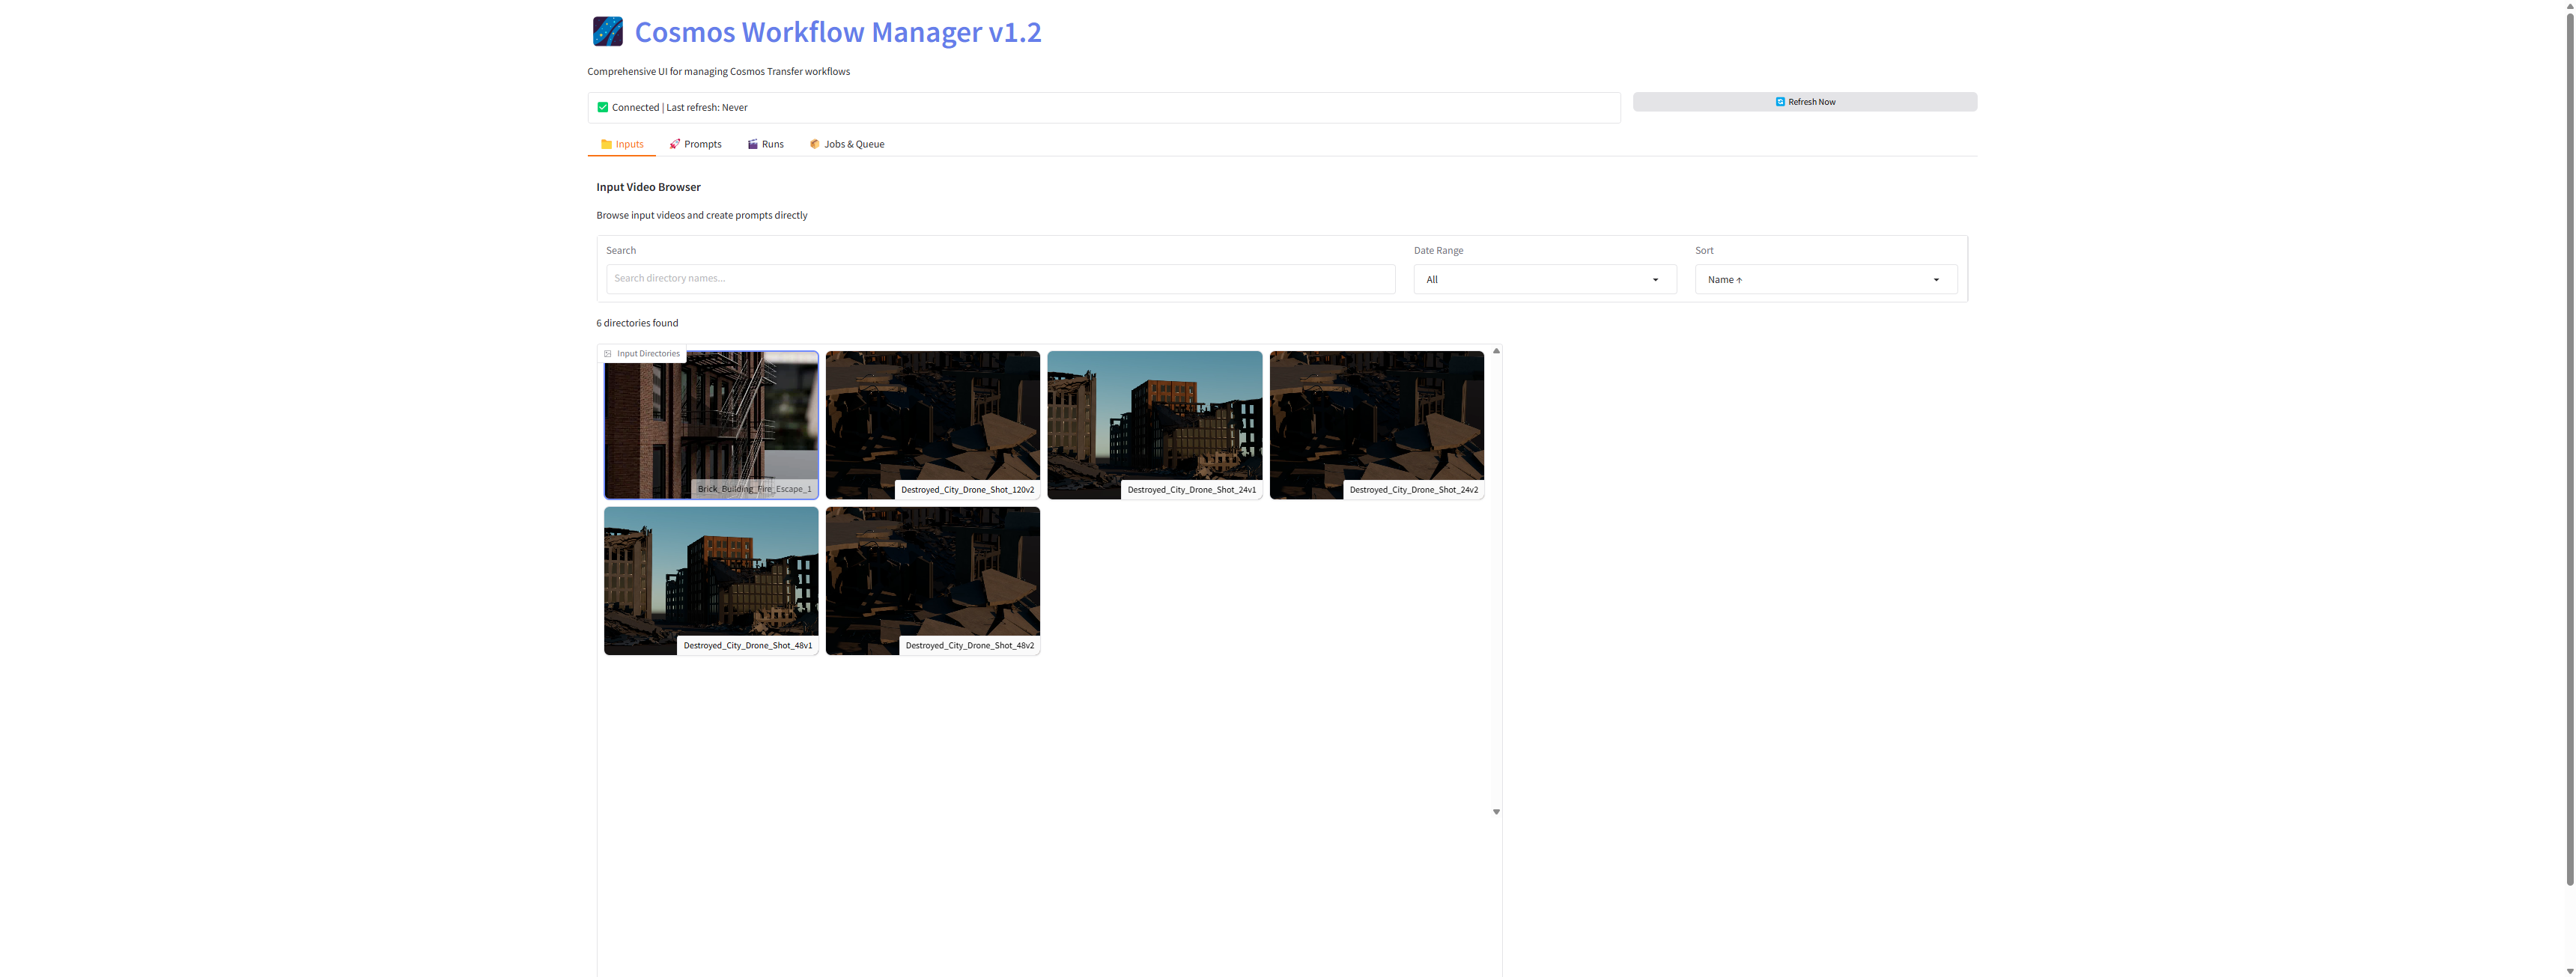 Cosmos Workflow Manager v1.2
Comprehensive UI for managing Cosmos Transfer workflows
Connected | Last refresh: Never
Refresh Now
Inputs
Prompts
Runs
Jobs & Queue
Input Video Browser
Browse input videos and create prompts directly
Search
Date Range
Sort
Search directory names...
All
Name ↑
6 directories found
Input Directories
Brick_Building_Fire_Escape_1
Destroyed_City_Drone_Shot_120v2
Destroyed_City_Drone_Shot_24v1
Destroyed_City_Drone_Shot_24v2
Destroyed_City_Drone_Shot_48v1
Destroyed_City_Drone_Shot_48v2